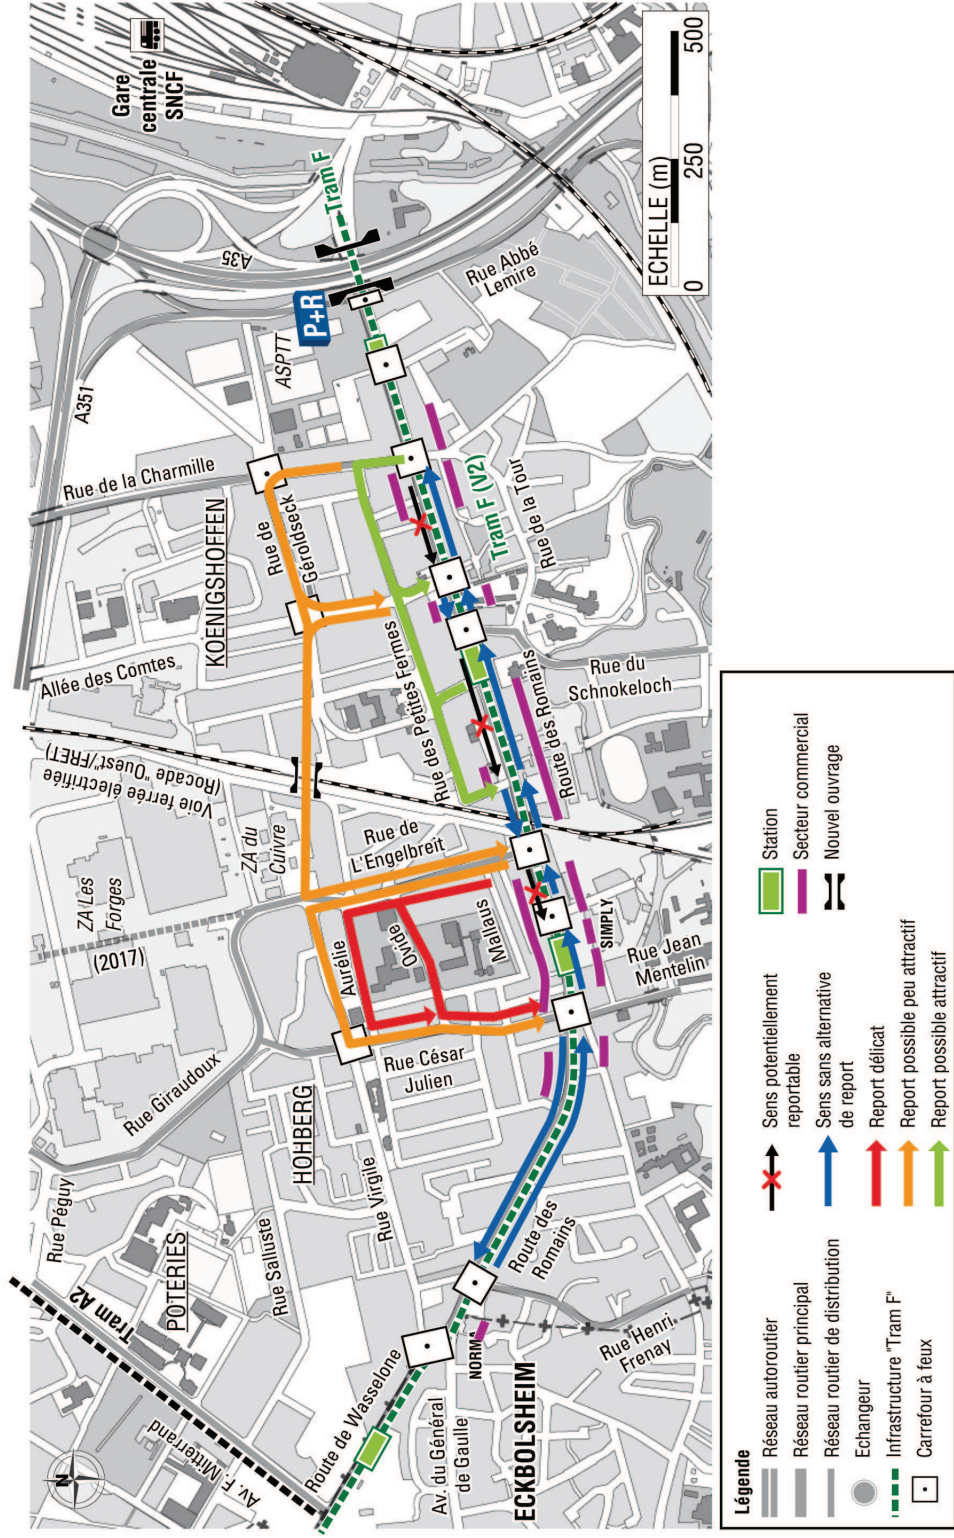 Gare
centrale
SNCF
Tram F
A35
P+R
Rue Abbé
Lemire
ECHELLE (m)
0
250
500
A351
ASPTT
Rue de la Charmille
Rue de
Géroldseck
KOENIGSHOFFEN
Tram F (V2)
Rue de la Tour
Allée des Comtes
Rue des Petites Fermes
Rue du
Schnokeloch
Route des Romains
Voie ferrée électrifiée
(Rocade "Ouest"/FRET)
ZA du
Cuivre
Rue de
L'Engelbreit
ZA Les
Forges
(2017)
Aurélie
Ovide
Mallaus
SIMPLY
Rue Jean
Mentelin
Rue César
Julien
Rue Giraudoux
HOHBERG
Rue Virgile
Rue Péguy
POTERIES
Rue Salluste
Route des
Romains
Tram A2
Av. F. Mitterrand
Route de Wasselone
NORMA
Rue Henri
Frenay
Av. du Général
de Gaulle
ECKBOLSHEIM
N
Légende
Réseau autoroutier
Réseau routier principal
Réseau routier de distribution
Echangeur
Infrastructure "Tram F"
Carrefour à feux
Sens potentiellement
reportable
Sens sans alternative
de report
Report délicat
Report possible peu attractif
Report possible attractif
Station
Secteur commercial
Nouvel ouvrage